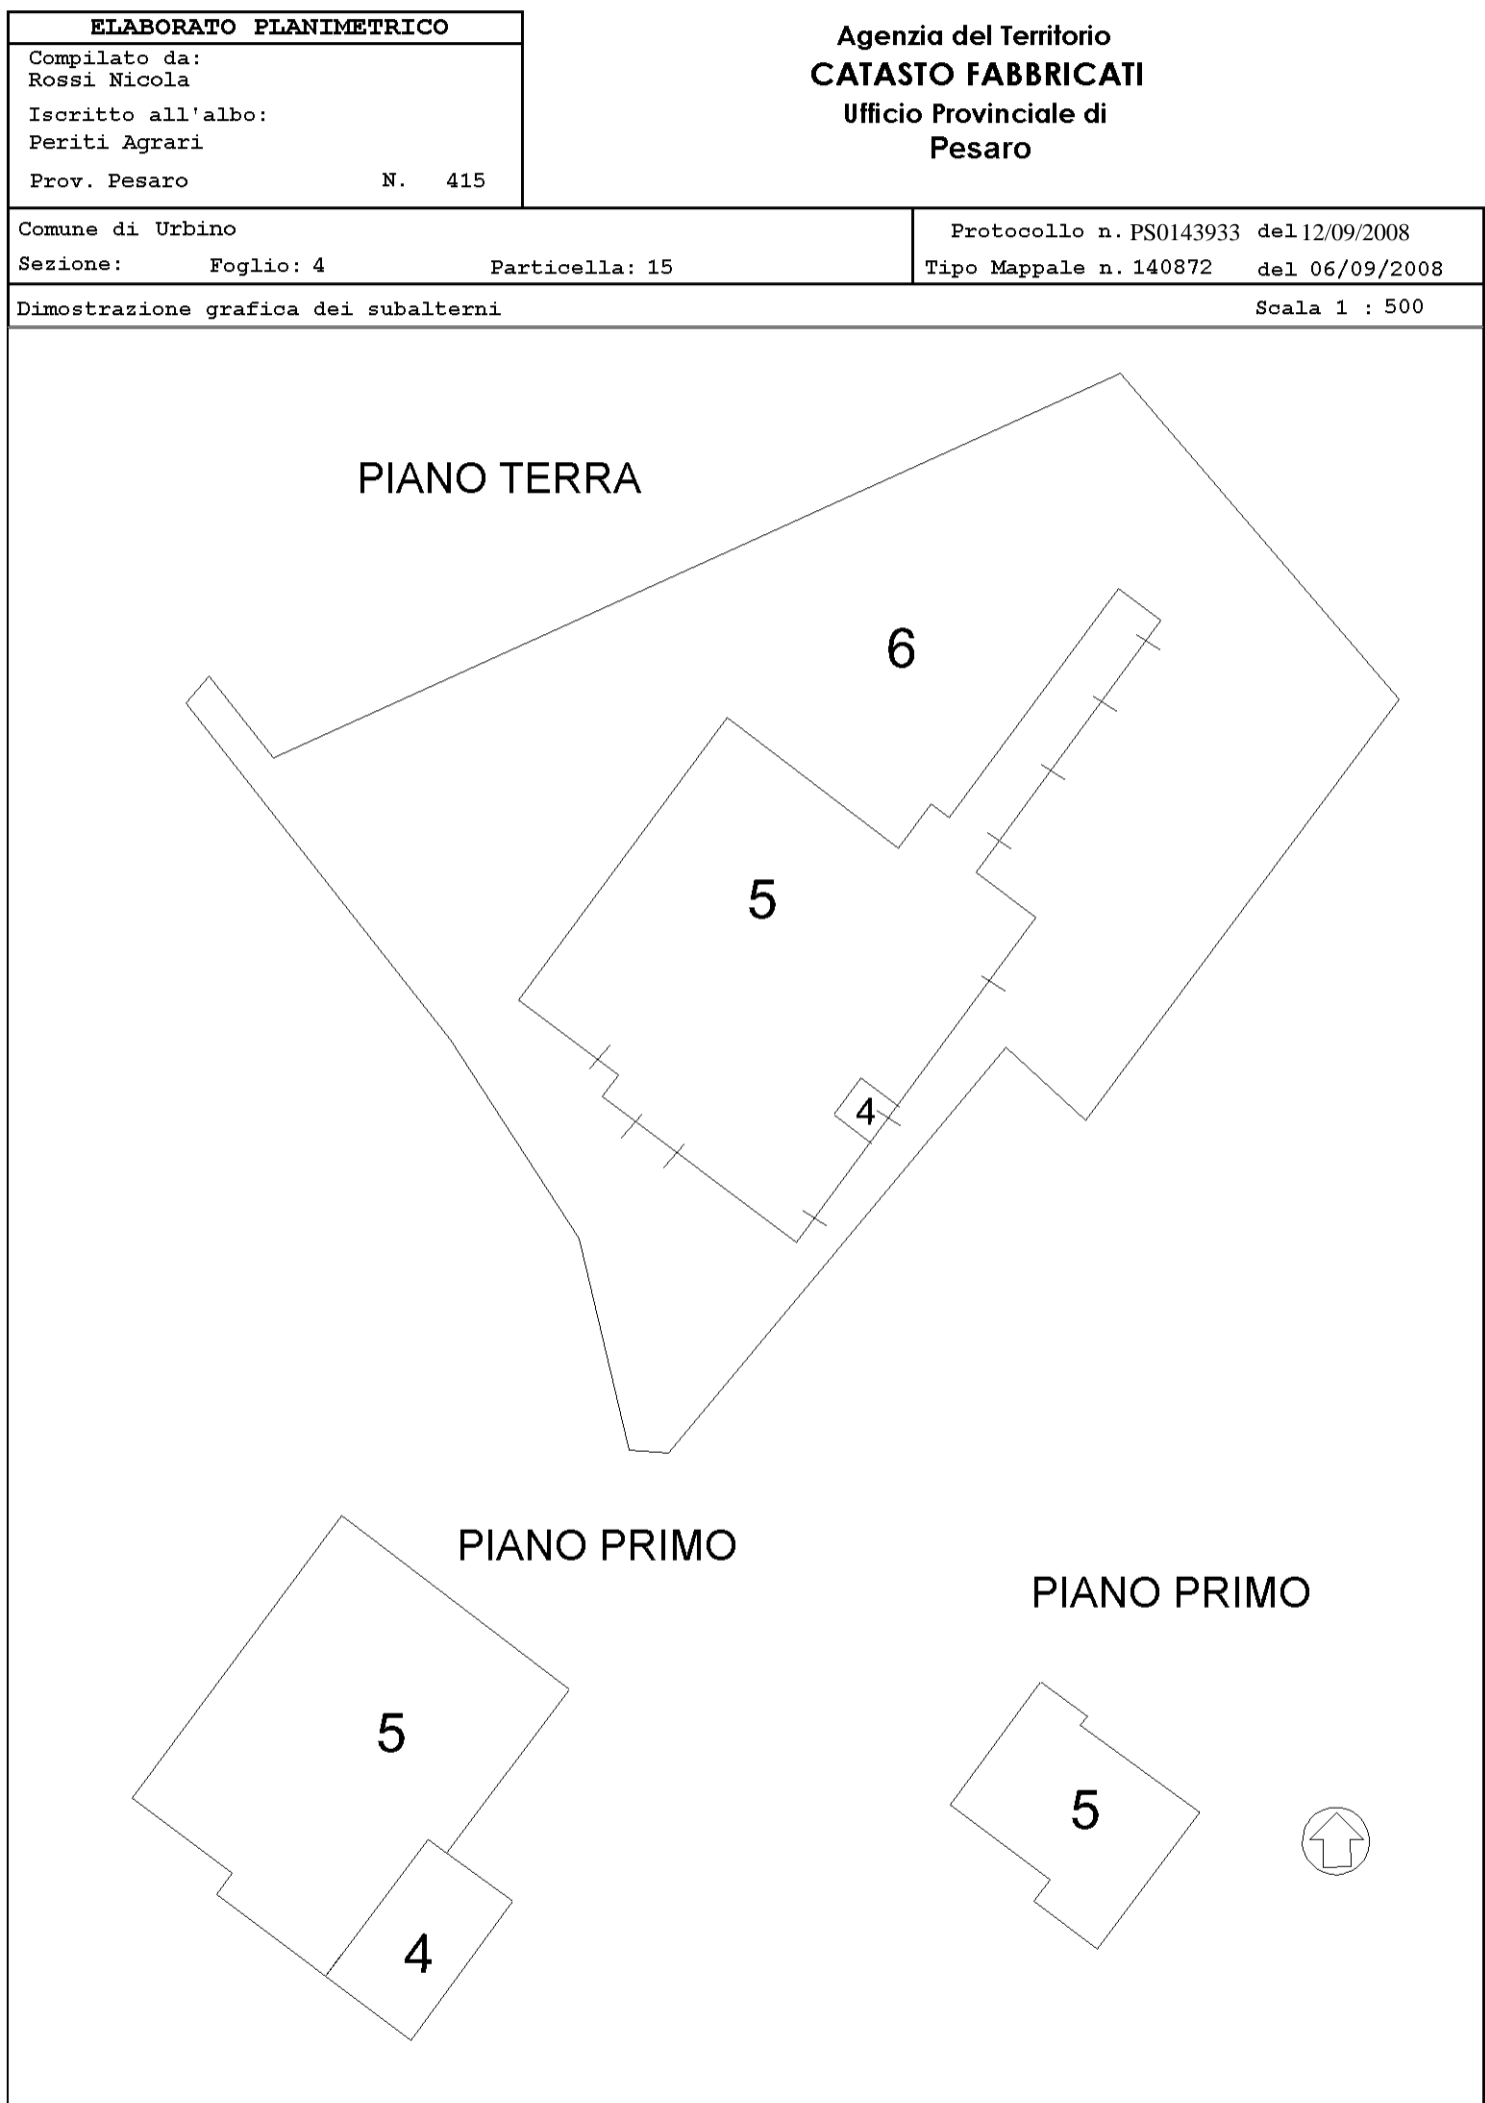 ELABORATO PLANIMETRICO
Compilato da:
Rossi Nicola
Iscritto all'albo:
Periti Agrari
Prov. Pesaro N. 415
Agenzia del Territorio
CATASTO FABBRICATI
Ufficio Provinciale di
Pesaro
Comune di Urbino
Sezione: Foglio: 4 Particella: 15
Protocollo n. PS0143933 del 12/09/2008
Tipo Mappale n. 140872 del 06/09/2008
Dimostrazione grafica dei subalterni Scala 1 : 500
PIANO TERRA
6
5
4
PIANO PRIMO
5
4
PIANO PRIMO
5